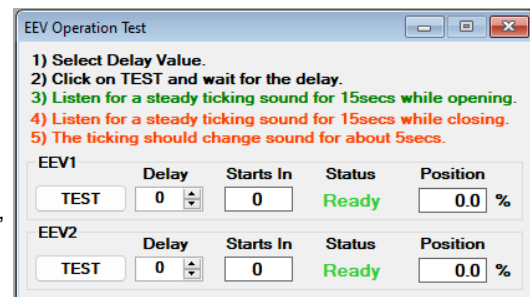 EEV Operation Test
1) Select Delay Value.
2) Click on TEST and wait for the delay.
3) Listen for a steady ticking sound for 15secs while opening.
4) Listen for a steady ticking sound for 15secs while closing.
5) The ticking should change sound for about 5secs.
EEV1
Delay Starts In Status Position
TEST 0 0 Ready 0.0 %
,
EEV2
Delay Starts In Status Position
TEST 0 0 Ready 0.0 %